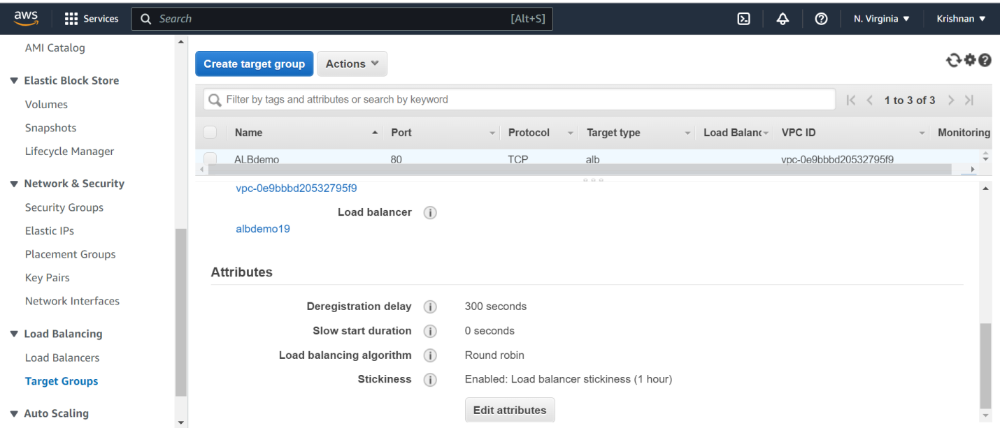 aws Services Search [Alt+S] N. Virginia Krishnan
AMI Catalog
Elastic Block Store
Volumes
Snapshots
Lifecycle Manager
Network & Security
Security Groups
Elastic IPs
Placement Groups
Key Pairs
Network Interfaces
Load Balancing
Load Balancers
Target Groups
Auto Scaling
Create target group Actions
Filter by tags and attributes or search by keyword 1 to 3 of 3
Name Port Protocol Target type Load Balanc VPC ID Monitoring
ALBdemo 80 TCP alb vpc-0e9bbbd20532795f9
vpc-0e9bbbd20532795f9
Load balancer
albdemo19
Attributes
Deregistration delay 300 seconds
Slow start duration 0 seconds
Load balancing algorithm Round robin
Stickiness Enabled: Load balancer stickiness (1 hour)
Edit attributes